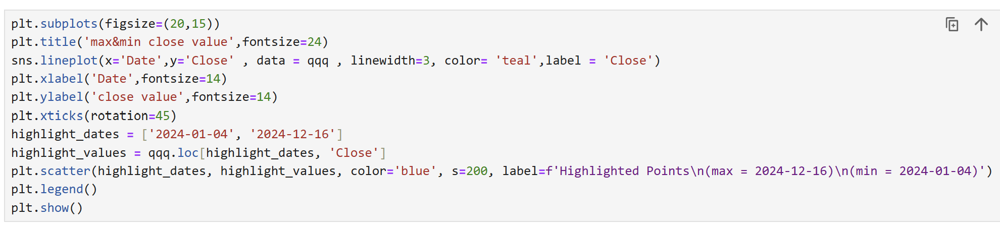 plt.subplots(figsize=(20,15))
plt.title('max&min close value',fontsize=24)
sns.lineplot(x='Date',y='Close' , data = qqq , linewidth=3, color= 'teal',label = 'Close')
plt.xlabel('Date',fontsize=14)
plt.ylabel('close value',fontsize=14)
plt.xticks(rotation=45)
highlight_dates = ['2024-01-04', '2024-12-16']
highlight_values = qqq.loc[highlight_dates, 'Close']
plt.scatter(highlight_dates, highlight_values, color='blue', s=200, label=f'Highlighted Points\n(max = 2024-12-16)\n(min = 2024-01-04)')
plt.legend()
plt.show()